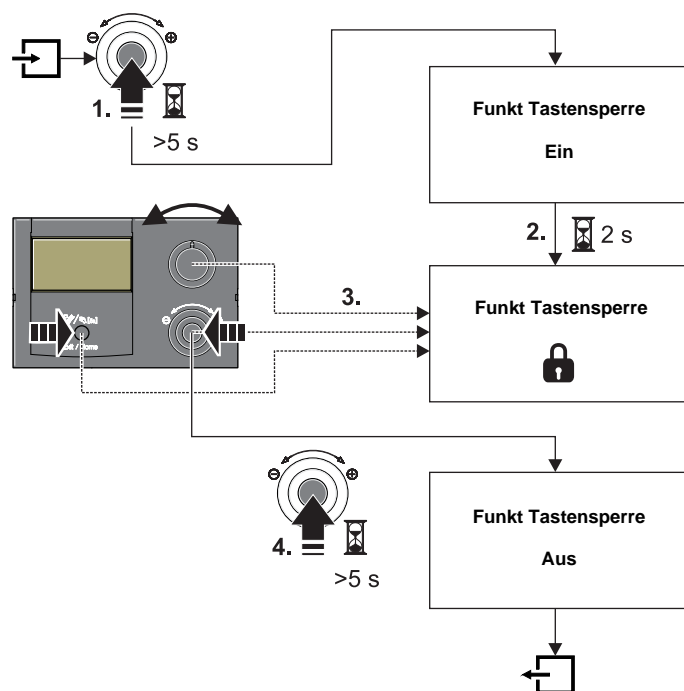 1.
>5 s
Funkt Tastensperre
Ein
2.
2 s
3.
Funkt Tastensperre
4.
>5 s
Funkt Tastensperre
Aus